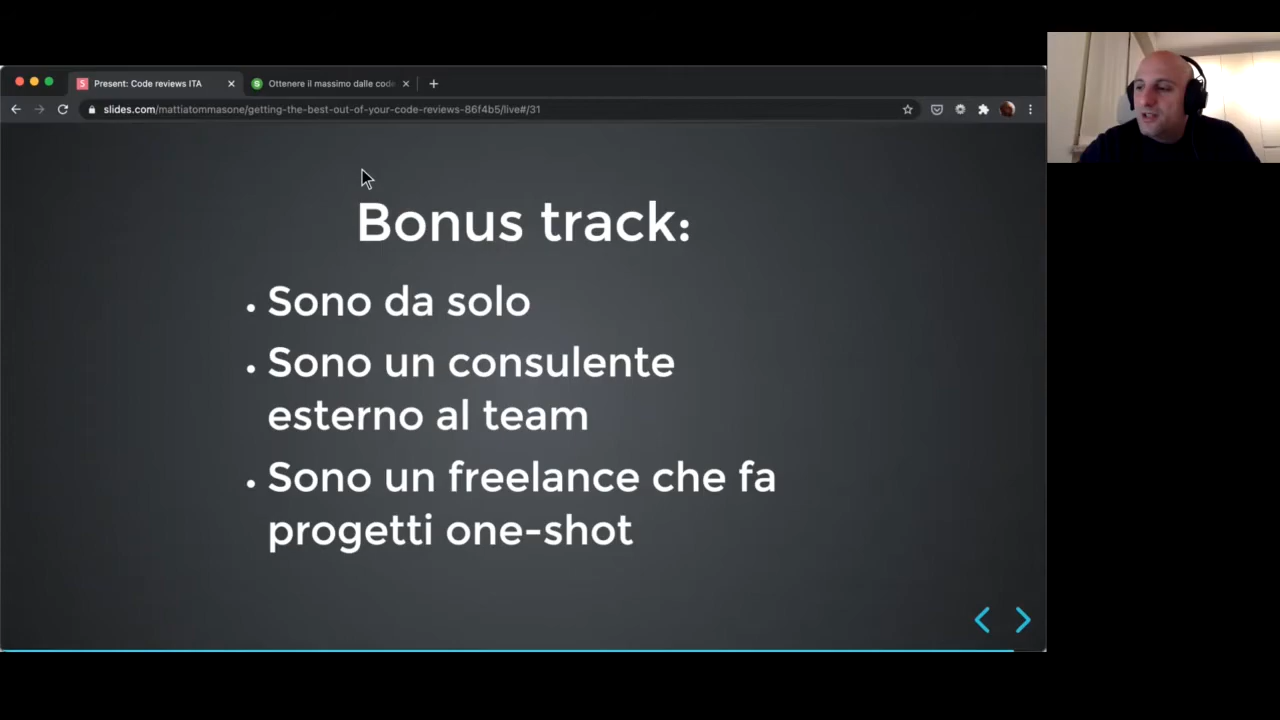 Present: Code reviews ITA
Ottenere il massimo dalle code
slides.com/mattiatommasone/getting-the-best-out-of-your-code-reviews-86f4b5/live#/31
Bonus track:
• Sono da solo
• Sono un consulente
esterno al team
• Sono un freelance che fa
progetti one-shot